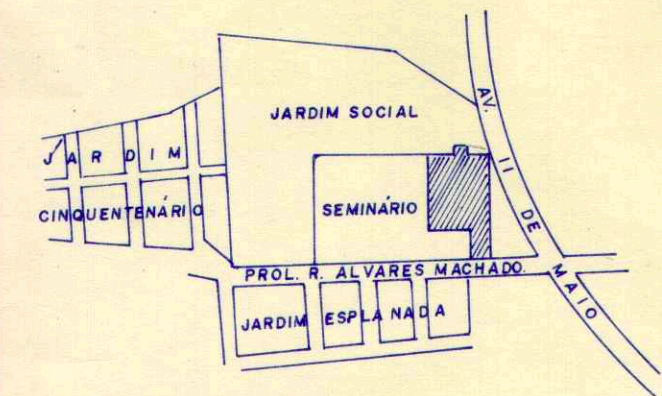 JARDIM SOCIAL
AV. 11 DE MAIO
JARDIM
CINQUENTENÁRIO
SEMINÁRIO
PROL. R. ALVARES MACHADO.
JARDIM ESPLANADA